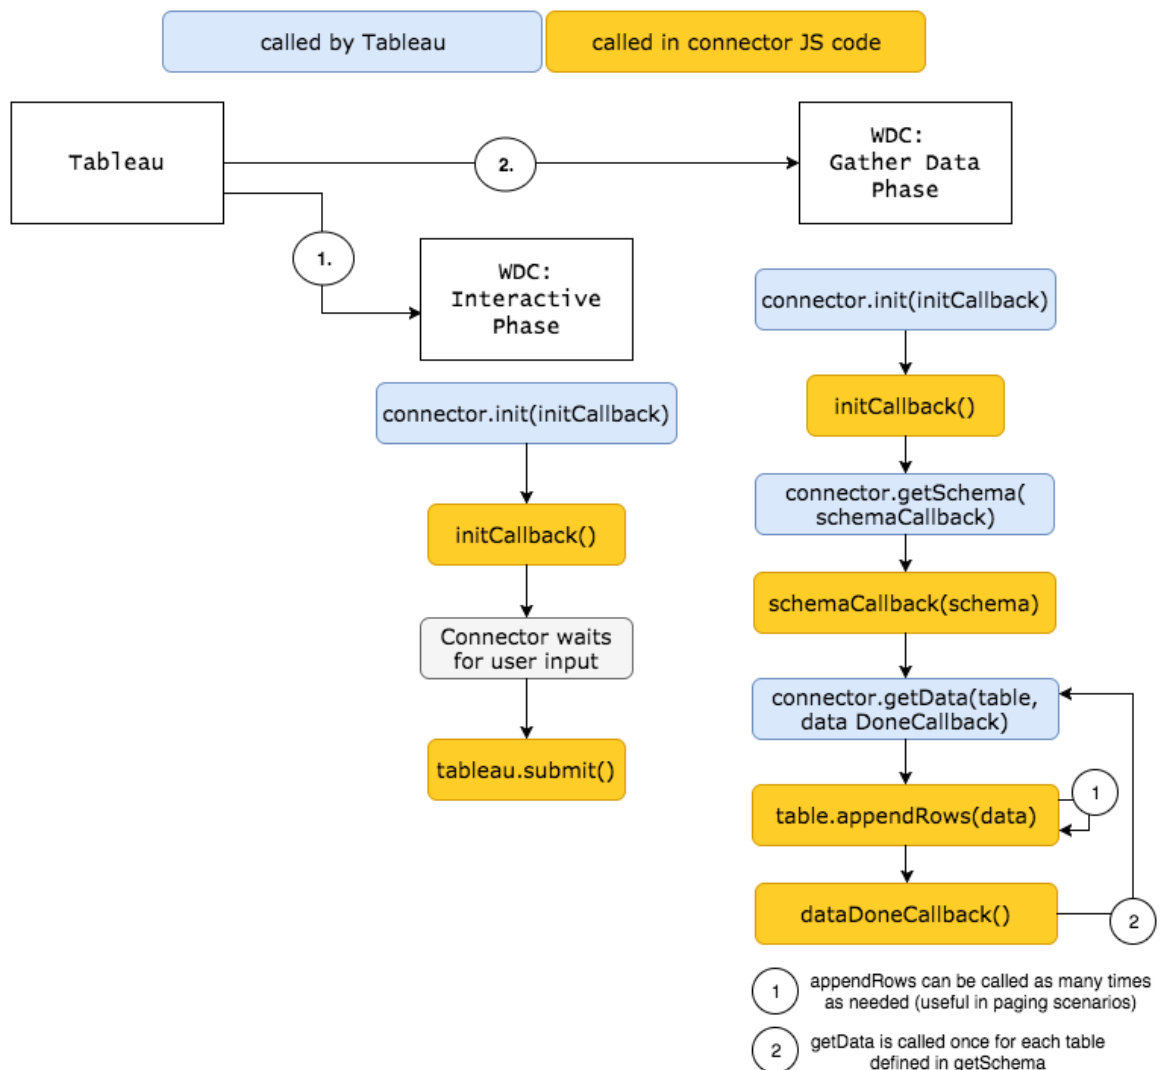 called by Tableau
called in connector JS code
Tableau
2.
WDC:
Gather Data
Phase
1.
WDC:
Interactive
Phase
connector.init(initCallback)
initCallback()
Connector waits
for user input
tableau.submit()
connector.init(initCallback)
initCallback()
connector.getSchema(
schemaCallback)
schemaCallback(schema)
connector.getData(table,
data DoneCallback)
table.appendRows(data)
1
dataDoneCallback()
2
1
appendRows can be called as many times
as needed (useful in paging scenarios)
2
getData is called once for each table
defined in getSchema